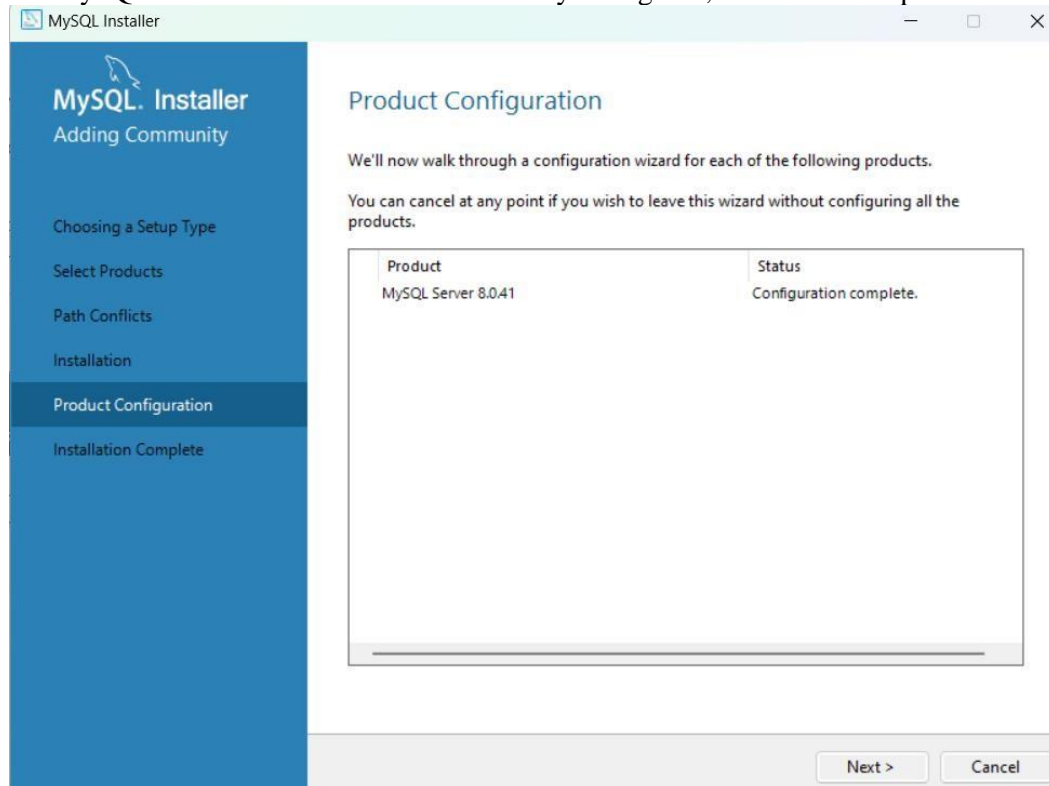 MySQL Installer
MySQL. Installer
Adding Community
Choosing a Setup Type
Select Products
Path Conflicts
Installation
Product Configuration
Installation Complete
Product Configuration
We'll now walk through a configuration wizard for each of the following products.
You can cancel at any point if you wish to leave this wizard without configuring all the
products.
Product Status
MySQL Server 8.0.41 Configuration complete.
Next > Cancel